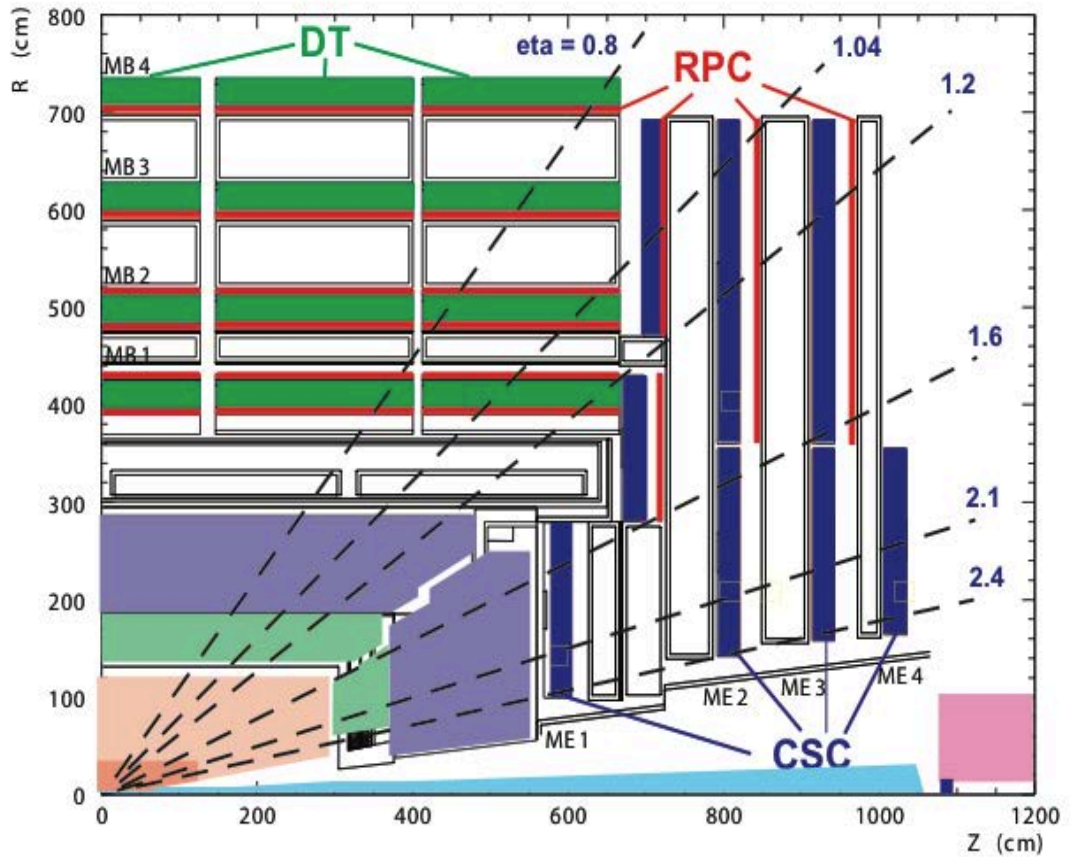 R (cm)
800
700
600
500
400
300
200
100
0
DT
eta = 0.8
1.04
RPC
1.2
MB 4
MB 3
MB 2
MB 1
1.6
2.1
2.4
ME 1
ME 2
ME 3
ME 4
CSC
0
200
400
600
800
1000
1200
Z (cm)